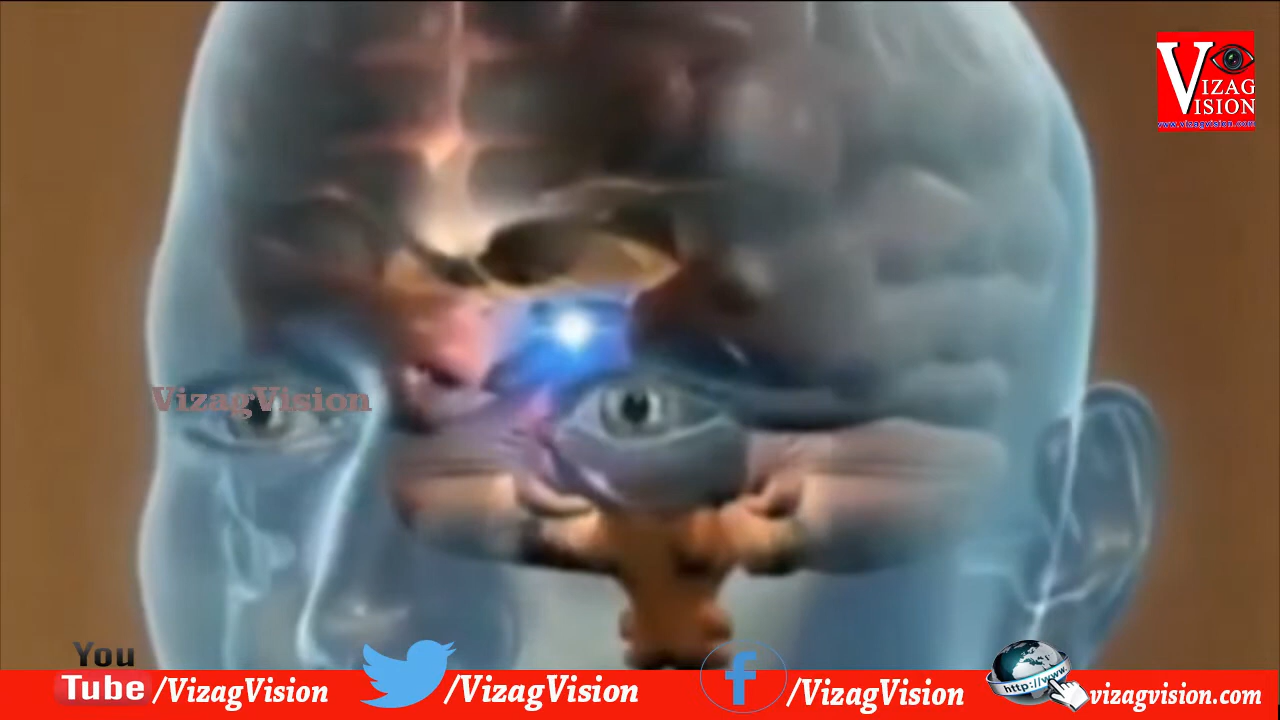 VIZAG
VISION
www.vizagvision.com
VizagVision
You
Tube /VizagVision
/VizagVision
f /VizagVision
http://www
vizagvision.com